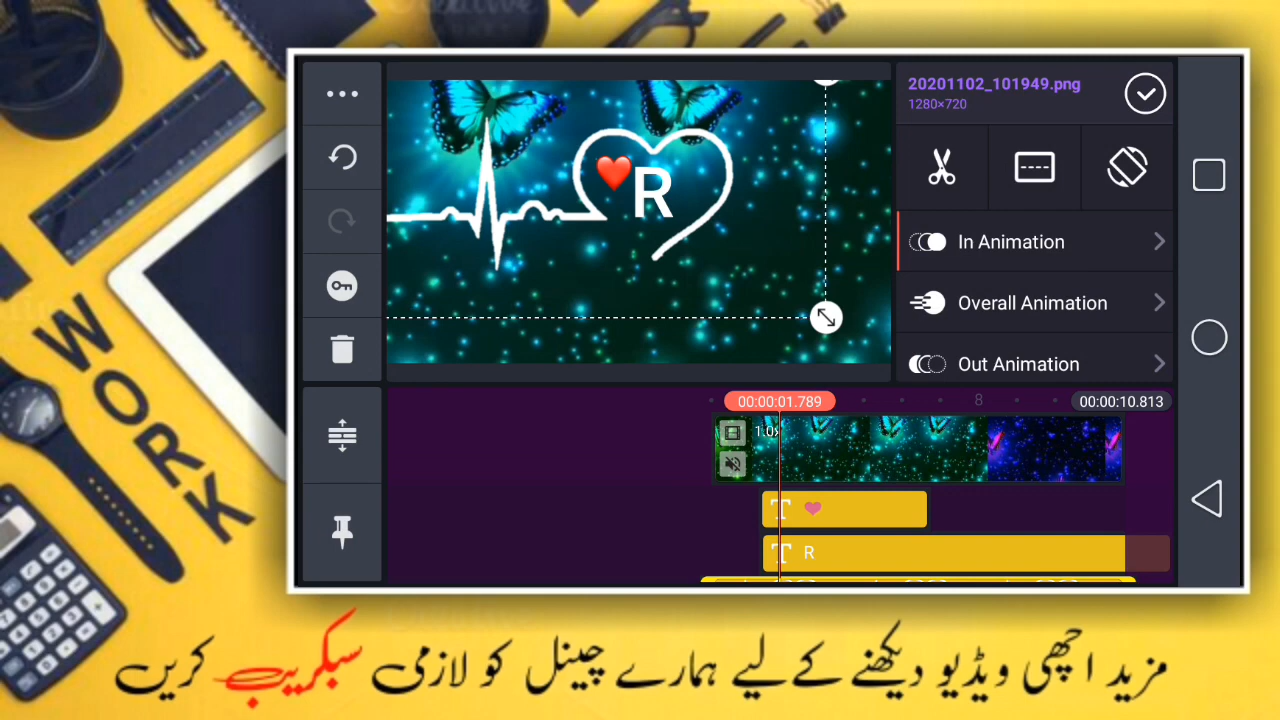 20201102_101949.png
1280×720
R
In Animation
Overall Animation
Out Animation
00:00:01.789
8
00:00:10.813
1.0x
T
T R
WORK
مزید اچھی ویڈیو دیکھنے کے لیے ہمارے چینل کو لازمی سبکریب کریں